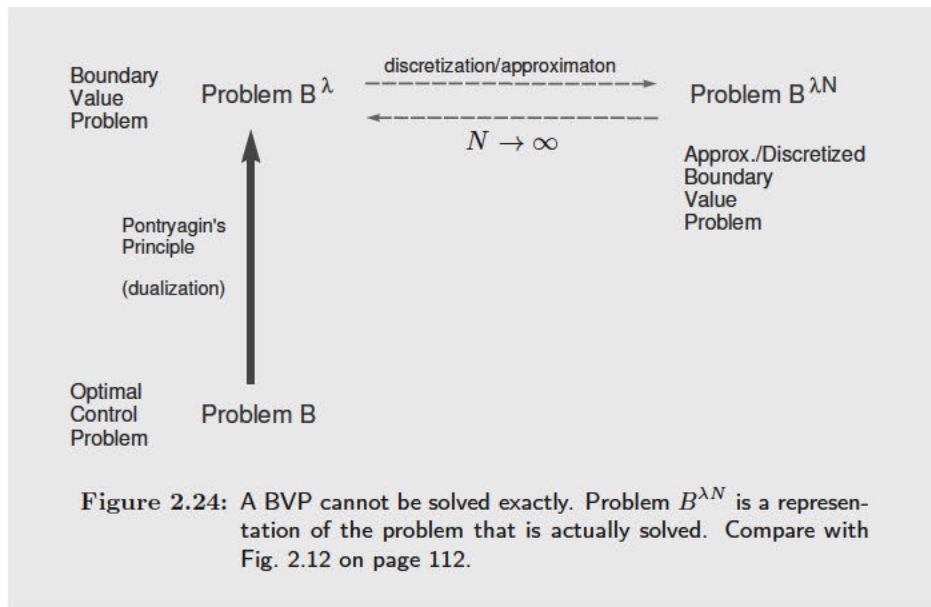 Boundary
Value
Problem
Problem B^λ
discretization/approximaton
N → ∞
Problem B^λN
Approx./Discretized
Boundary
Value
Problem
Pontryagin's
Principle
(dualization)
Optimal
Control
Problem
Problem B
Figure 2.24: A BVP cannot be solved exactly. Problem B^λN is a represen-
tation of the problem that is actually solved. Compare with
Fig. 2.12 on page 112.